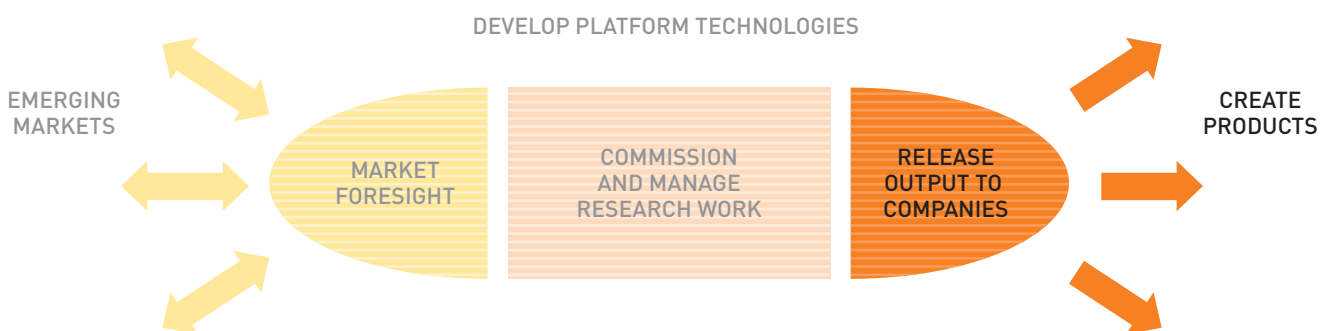 DEVELOP PLATFORM TECHNOLOGIES
EMERGING
MARKETS
MARKET
FORESIGHT
COMMISSION
AND MANAGE
RESEARCH WORK
RELEASE
OUTPUT TO
COMPANIES
CREATE
PRODUCTS